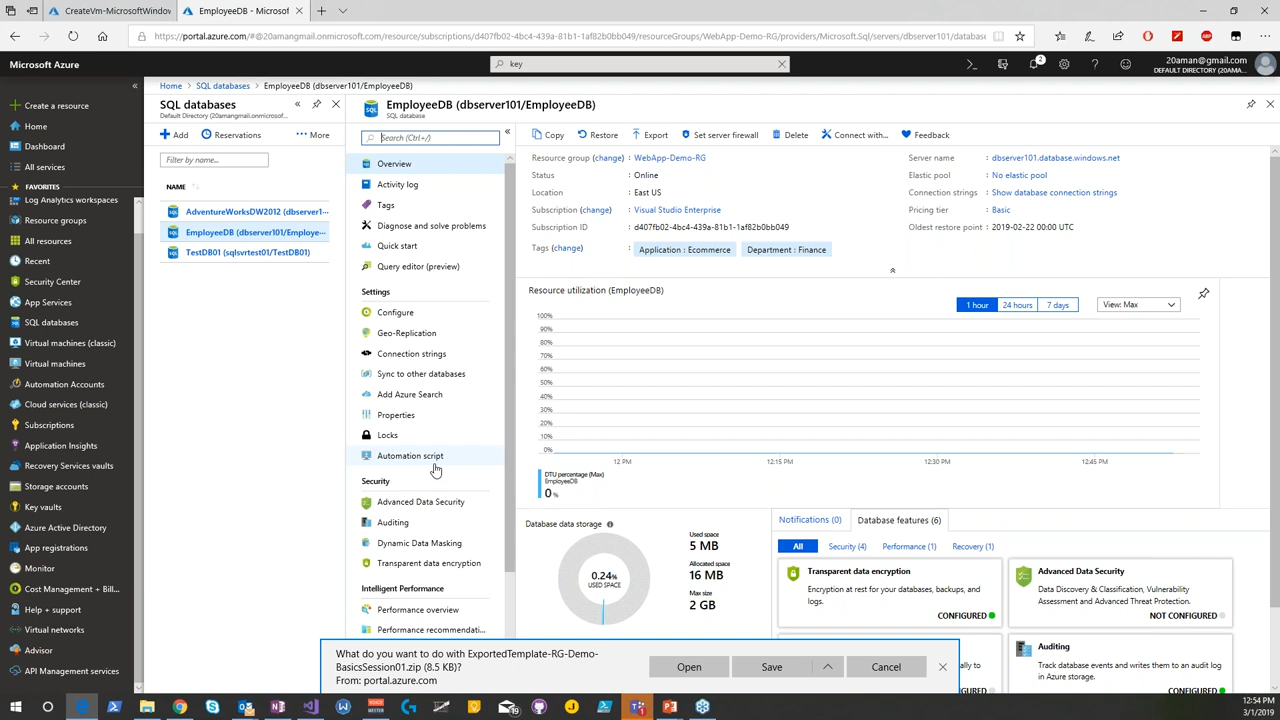 CreateVm-MicrosoftWindow
EmployeeDB - Microsof
https://portal.azure.com/#@20amangmail.onmicrosoft.com/resource/subscriptions/d407fb02-4bc4-439a-81b1-1af82b0bb049/resourceGroups/WebApp-Demo-RG/providers/Microsoft.Sql/servers/dbserver101/database
Microsoft Azure
key
2
20aman@gmail.com
DEFAULT DIRECTORY (20AMANGMAIL.O...
Create a resource
Home
Dashboard
All services
FAVORITES
Log Analytics workspaces
Resource groups
All resources
Recent
Security Center
App Services
SQL databases
Virtual machines (classic)
Virtual machines
Automation Accounts
Cloud services (classic)
Subscriptions
Application Insights
Recovery Services vaults
Storage accounts
Key vaults
Azure Active Directory
App registrations
Monitor
Cost Management + Bill...
Help + support
Virtual networks
Advisor
API Management services
Home
SQL databases
EmployeeDB (dbserver101/EmployeeDB)
SQL databases
Default Directory (20amangmail.onmicrosoft.com)
Add
Reservations
More
Filter by name...
NAME
AdventureWorksDW2012 (dbserver1...
EmployeeDB (dbserver101/Employe...
TestDB01 (sqlsvrtest01/TestDB01)
EmployeeDB (dbserver101/EmployeeDB)
SQL database
Search (Ctrl+/)
Overview
Activity log
Tags
Diagnose and solve problems
Quick start
Query editor (preview)
Settings
Configure
Geo-Replication
Connection strings
Sync to other databases
Add Azure Search
Properties
Locks
Automation script
Security
Advanced Data Security
Auditing
Dynamic Data Masking
Transparent data encryption
Intelligent Performance
Performance overview
Performance recommendati...
Copy
Restore
Export
Set server firewall
Delete
Connect with...
Feedback
Resource group (change) : WebApp-Demo-RG
Status : Online
Location : East US
Subscription (change) : Visual Studio Enterprise
Subscription ID : d407fb02-4bc4-439a-81b1-1af82b0bb049
Tags (change) : Application : Ecommerce Department : Finance
Server name : dbserver101.database.windows.net
Elastic pool : No elastic pool
Connection strings : Show database connection strings
Pricing tier : Basic
Oldest restore point : 2019-02-22 00:00 UTC
Resource utilization (EmployeeDB)
1 hour
24 hours
7 days
View: Max
100%
90%
80%
70%
60%
50%
40%
30%
20%
10%
0%
12 PM
12:15 PM
12:30 PM
12:45 PM
DTU percentage (Max)
EmployeeDB
0 %
Database data storage
0.24%
USED SPACE
Used space
5 MB
Allocated space
16 MB
Max size
2 GB
Notifications (0)
Database features (6)
All
Security (4)
Performance (1)
Recovery (1)
Transparent data encryption
Encryption at rest for your databases, backups, and
logs.
CONFIGURED
Advanced Data Security
Data Discovery & Classification, Vulnerability
Assessment and Advanced Threat Protection.
NOT CONFIGURED
Auditing
Track database events and writes them to an audit log
in Azure storage.
What do you want to do with ExportedTemplate-RG-Demo-
BasicsSession01.zip (8.5 KB)?
From: portal.azure.com
Open
Save
Cancel
12:54 PM
3/1/2019